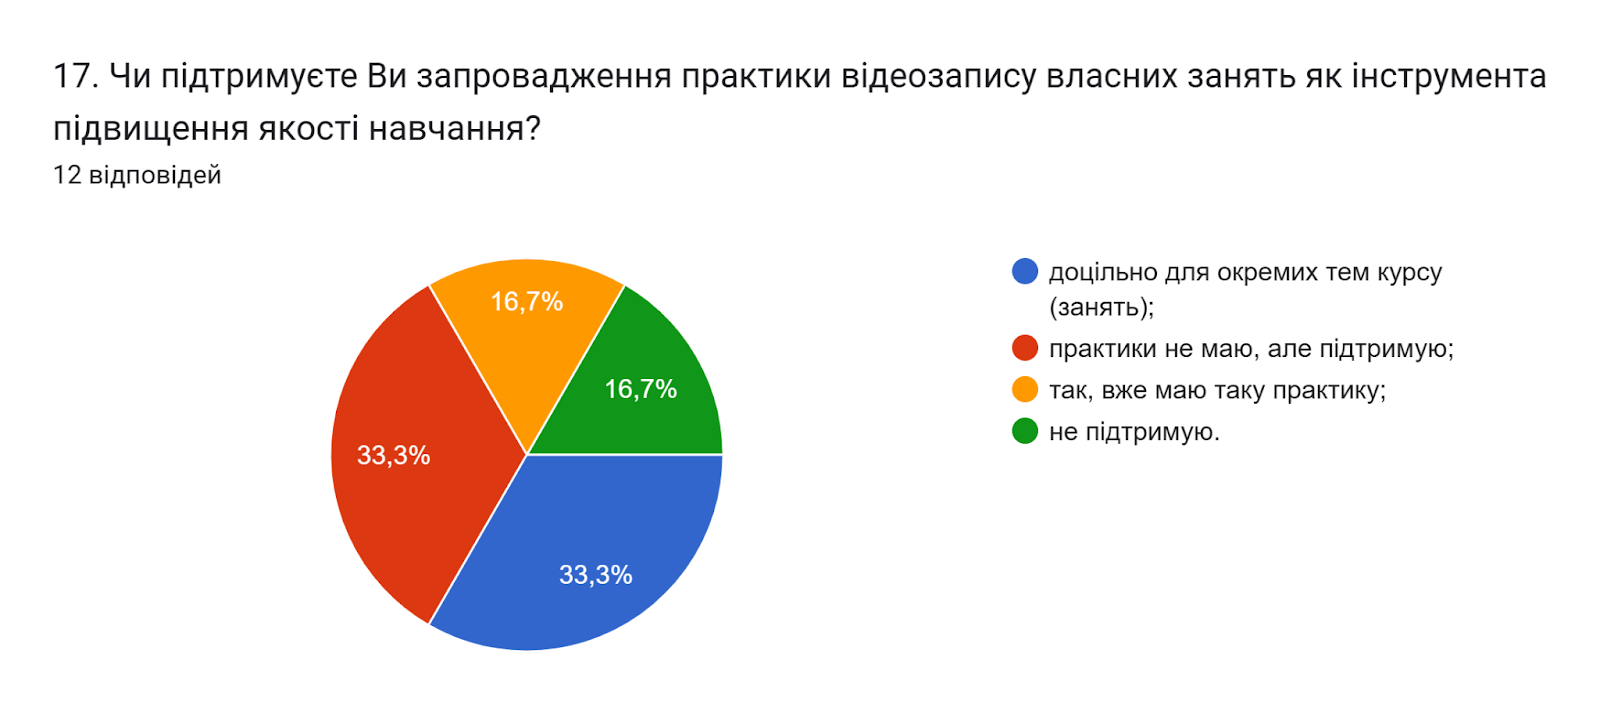 17. Чи підтримуєте Ви запровадження практики відеозапису власних занять як інструмента
підвищення якості навчання?
12 відповідей
16,7%
16,7%
33,3%
33,3%
доцільно для окремих тем курсу
(занять);
практики не маю, але підтримую;
так, вже маю таку практику;
не підтримую.